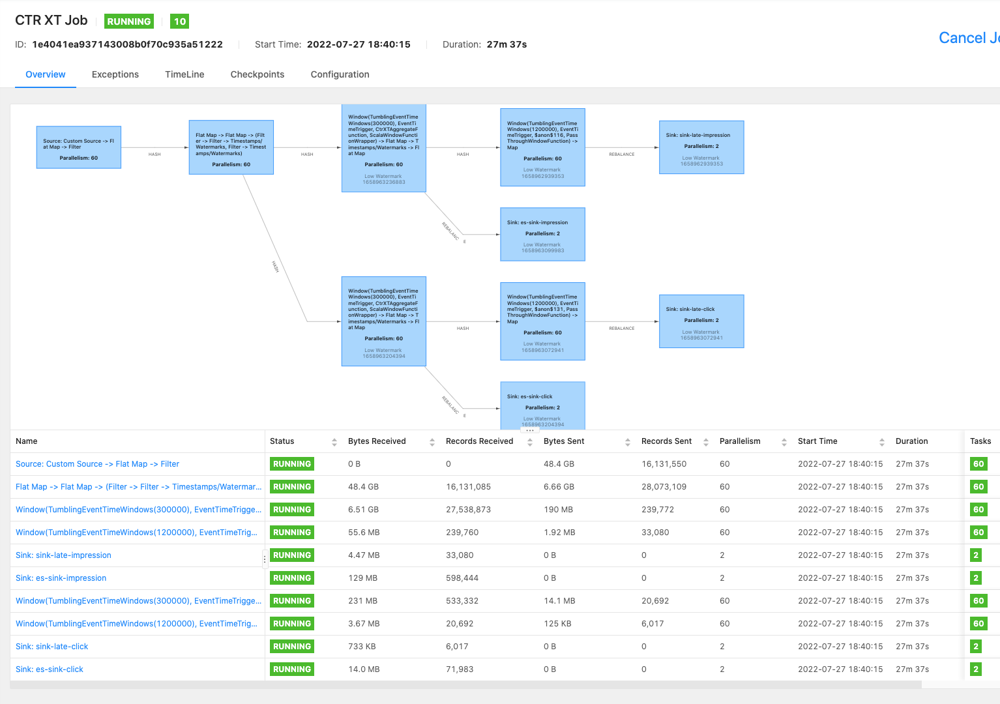 CTR XT Job RUNNING 10
ID: 1e4041ea937143008b0f70c935a51222 Start Time: 2022-07-27 18:40:15 Duration: 27m 37s
Cancel Jo
Overview Exceptions TimeLine Checkpoints Configuration
Source: Custom Source -> Fl
at Map -> Filter
Parallelism: 60
HASH
Flat Map -> Flat Map -> (Filt
er -> Filter -> Timestamps/
Watermarks, Filter -> Timest
amps/Watermarks)
Parallelism: 60
HASH
Window(TumblingEventTime
Windows(300000), EventTi
meTrigger, CtrXTAggregateF
unction, ScalaWindowFuncti
onWrapper) -> Flat Map -> T
imestamps/Watermarks -> Fl
at Map
Parallelism: 60
Low Watermark
1658963236883
HASH
Window(TumblingEventTime
Windows(1200000), EventTi
meTrigger, $anon$116, Pass
ThroughWindowFunction) ->
Map
Parallelism: 60
Low Watermark
1658962939353
REBALANCE
Sink: sink-late-impression
Parallelism: 2
Low Watermark
1658962939353
REBALANC
E
Sink: es-sink-impression
Parallelism: 2
Low Watermark
1658963099983
HASH
Window(TumblingEventTime
Windows(300000), EventTi
meTrigger, CtrXTAggregateF
unction, ScalaWindowFuncti
onWrapper) -> Flat Map -> T
imestamps/Watermarks -> Fl
at Map
Parallelism: 60
Low Watermark
1658963204394
HASH
Window(TumblingEventTime
Windows(1200000), EventTi
meTrigger, $anon$131, Pass
ThroughWindowFunction) ->
Map
Parallelism: 60
Low Watermark
1658963072941
REBALANCE
Sink: sink-late-click
Parallelism: 2
Low Watermark
1658963072941
REBALANC
E
Sink: es-sink-click
Parallelism: 2
Low Watermark
1658963204394
Name Status Bytes Received Records Received Bytes Sent Records Sent Parallelism Start Time Duration Tasks
Source: Custom Source -> Flat Map -> Filter RUNNING 0 B 0 48.4 GB 16,131,550 60 2022-07-27 18:40:15 27m 37s 60
Flat Map -> Flat Map -> (Filter -> Filter -> Timestamps/Watermar... RUNNING 48.4 GB 16,131,085 6.66 GB 28,073,109 60 2022-07-27 18:40:15 27m 37s 60
Window(TumblingEventTimeWindows(300000), EventTimeTrigge... RUNNING 6.51 GB 27,538,873 190 MB 239,772 60 2022-07-27 18:40:15 27m 37s 60
Window(TumblingEventTimeWindows(1200000), EventTimeTrig... RUNNING 55.6 MB 239,760 1.92 MB 33,080 60 2022-07-27 18:40:15 27m 37s 60
Sink: sink-late-impression RUNNING 4.47 MB 33,080 0 B 0 2 2022-07-27 18:40:15 27m 37s 2
Sink: es-sink-impression RUNNING 129 MB 598,444 0 B 0 2 2022-07-27 18:40:15 27m 37s 2
Window(TumblingEventTimeWindows(300000), EventTimeTrigge... RUNNING 231 MB 533,332 14.1 MB 20,692 60 2022-07-27 18:40:15 27m 37s 60
Window(TumblingEventTimeWindows(1200000), EventTimeTrig... RUNNING 3.67 MB 20,692 125 KB 6,017 60 2022-07-27 18:40:15 27m 37s 60
Sink: sink-late-click RUNNING 733 KB 6,017 0 B 0 2 2022-07-27 18:40:15 27m 37s 2
Sink: es-sink-click RUNNING 14.0 MB 71,983 0 B 0 2 2022-07-27 18:40:15 27m 37s 2